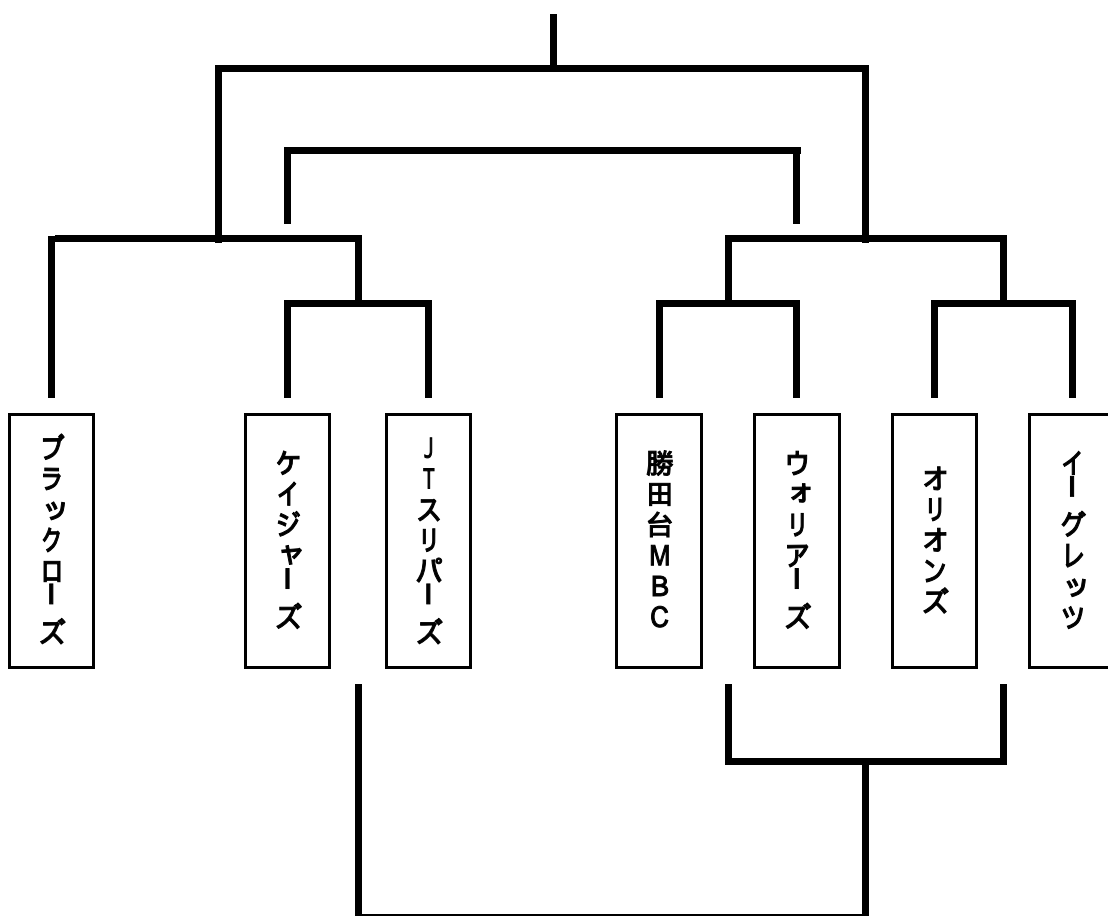 ブラックローズ
ケイジャーズ
JTスリパーズ
勝田台MBC
ウォリアーズ
オリオンズ
イーグレッツ